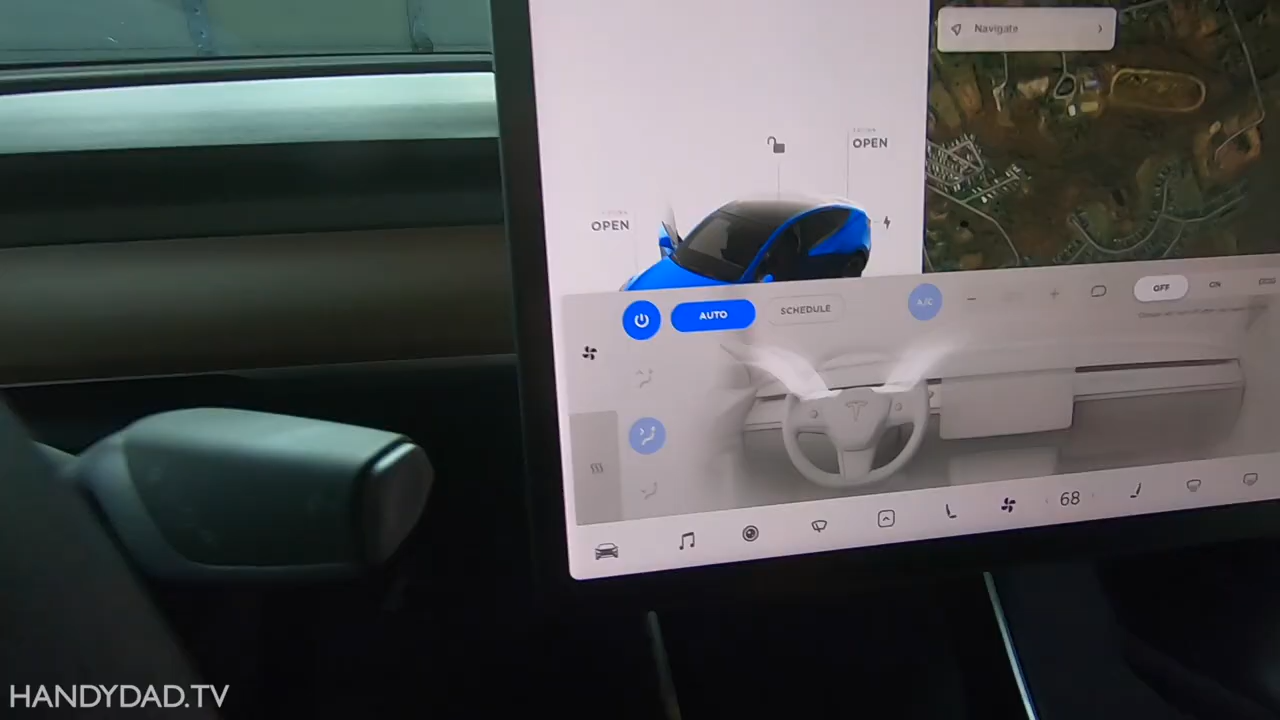 Navigate
OPEN
OPEN
AUTO
SCHEDULE
A/C
OFF
ON
68
HANDYDAD.TV